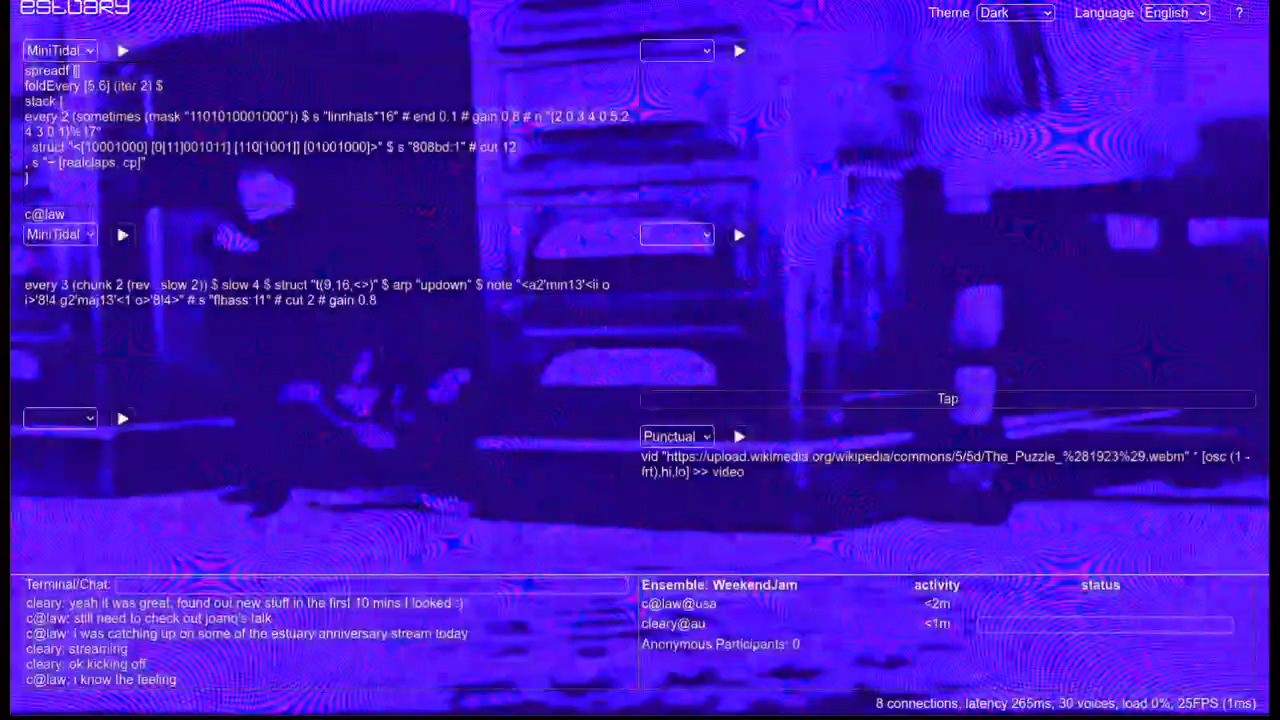 estuary
Theme Dark Language English ?
MiniTidal
spreadf []
foldEvery [5,6] (iter 2) $
stack [
every 2 (sometimes (mask "1101010001000")) $ s "linnhats*16" # end 0.1 # gain 0.8 # n "{2 0 3 4 0 5 2
4 3 0 1}%17"
, struct "<[10001000] [0[11]001011] [110[1001]] [01001000]>" $ s "808bd:1" # cut 12
, s "~ [realclaps, cp]"
]
c@law
MiniTidal
every 3 (chunk 2 (rev . slow 2)) $ slow 4 $ struct "t(9,16,<>)" $ arp "updown" $ note "<a2'min13'<ii o
i>'8!4 g2'maj13'<1 o>'8!4>" # s "flbass:11" # cut 2 # gain 0.8
Tap
Punctual
vid "https://upload.wikimedia.org/wikipedia/commons/5/5d/The_Puzzle_%281923%29.webm" * [osc (1 -
frt),hi,lo] >> video
Terminal/Chat:
cleary: yeah it was great, found out new stuff in the first 10 mins I looked :)
c@law: still need to check out joano's talk
c@law: i was catching up on some of the estuary anniversary stream today
cleary: streaming
cleary: ok kicking off
c@law: i know the feeling
Ensemble: WeekendJam activity status
c@law@usa <2m
cleary@au <1m
Anonymous Participants: 0
8 connections, latency 265ms, 30 voices, load 0%, 25FPS (1ms)